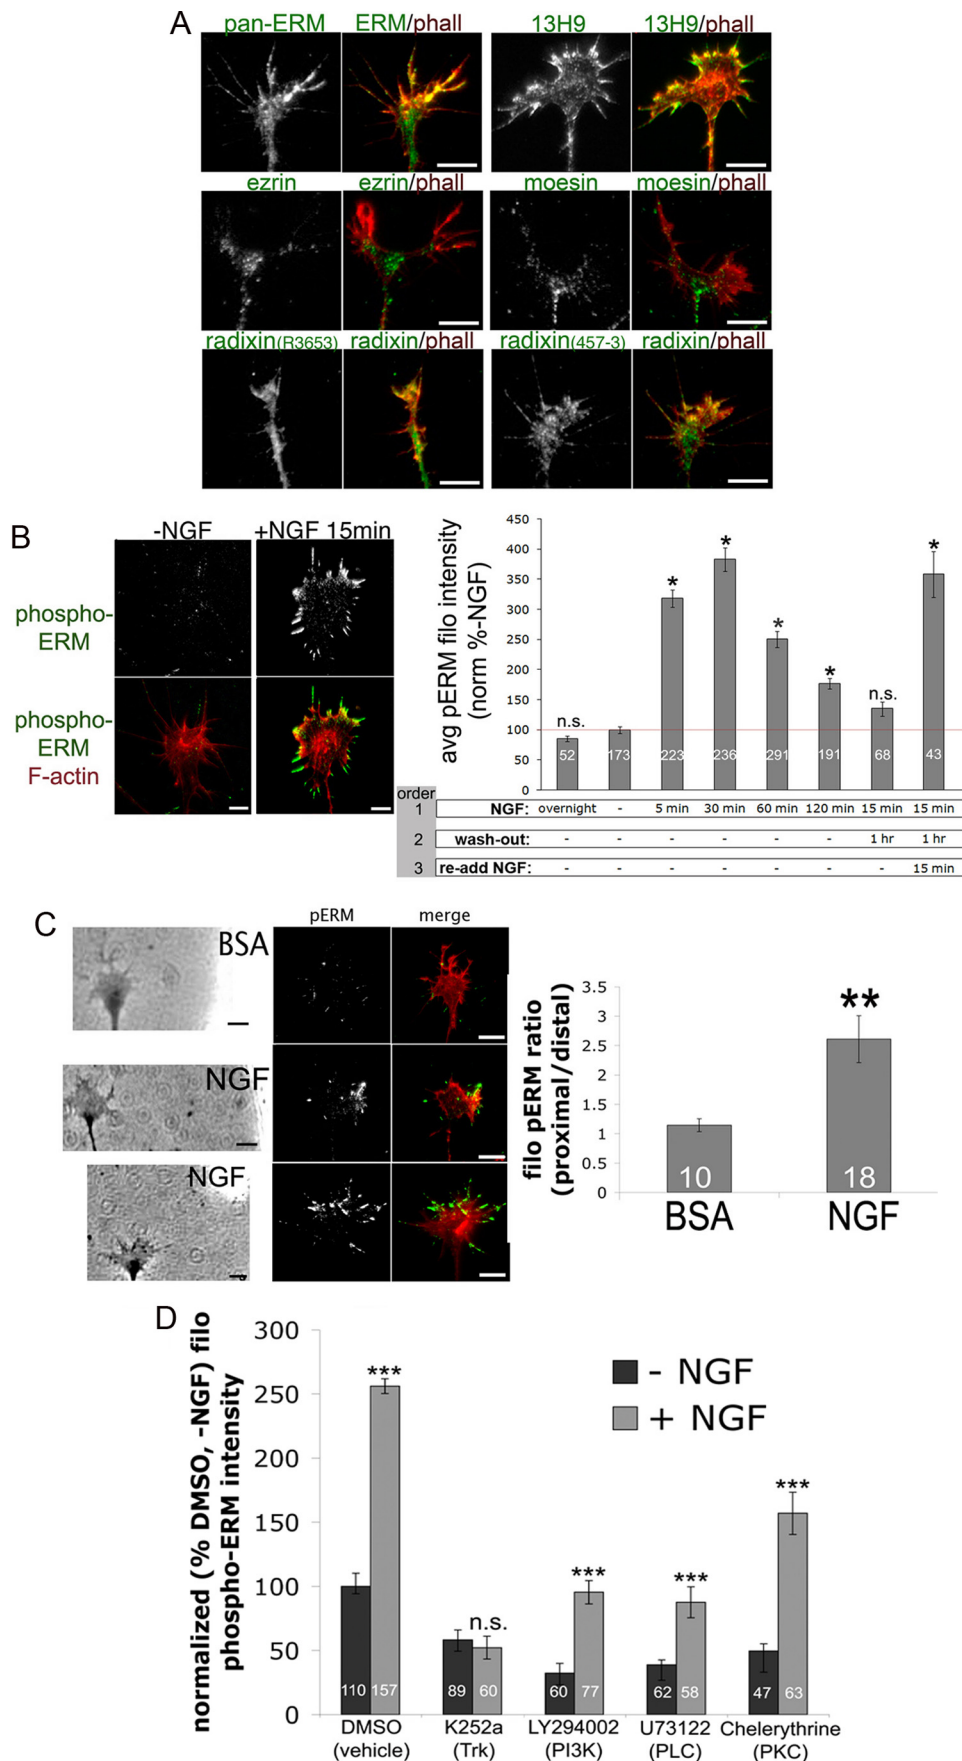 A
pan-ERM ERM/phall 13H9 13H9/phall
ezrin ezrin/phall moesin moesin/phall
radixin(R3653) radixin/phall radixin(457-3) radixin/phall
B
-NGF +NGF 15min
phospho-
ERM
phospho-
ERM
F-actin
avg pERM filo intensity
(norm %-NGF)
450
400
350
300
250
200
150
100
50
0
n.s. * * * * n.s. *
52 173 223 236 291 191 68 43
order
1 NGF: overnight - 5 min 30 min 60 min 120 min 15 min 15 min
2 wash-out: - - - - - - 1 hr 1 hr
3 re-add NGF: - - - - - - - 15 min
C
pERM merge
BSA
NGF
NGF
filo pERM ratio
(proximal/distal)
3.5
3
2.5
2
1.5
1
0.5
0
**
10 18
BSA NGF
D
normalized (% DMSO, -NGF) filo
phospho-ERM intensity
300
250
200
150
100
50
0
- NGF
+ NGF
*** n.s. *** *** ***
110 157 89 60 60 77 62 58 47 63
DMSO K252a LY294002 U73122 Chelerythrine
(vehicle) (Trk) (PI3K) (PLC) (PKC)